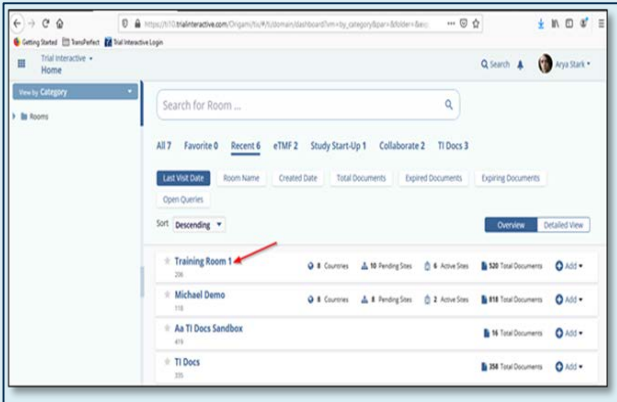 https://ti10.trialinteractive.com/Origami/tix/#/ti/domain/dashboard?vm=by_category&par=&folder=&
Getting Started TransPerfect Trial Interactive Login
Trial Interactive
Home
Search Arya Stark
View by Category
Rooms
Search for Room ...
All 7 Favorite 0 Recent 6 eTMF 2 Study Start-Up 1 Collaborate 2 TI Docs 3
Last Visit Date Room Name Created Date Total Documents Expired Documents Expiring Documents
Open Queries
Sort Descending Overview Detailed View
Training Room 1 8 Countries 10 Pending Sites 6 Active Sites 520 Total Documents Add
Michael Demo 8 Countries 8 Pending Sites 2 Active Sites 818 Total Documents Add
118
Aa TI Docs Sandbox 16 Total Documents Add
419
TI Docs 358 Total Documents Add